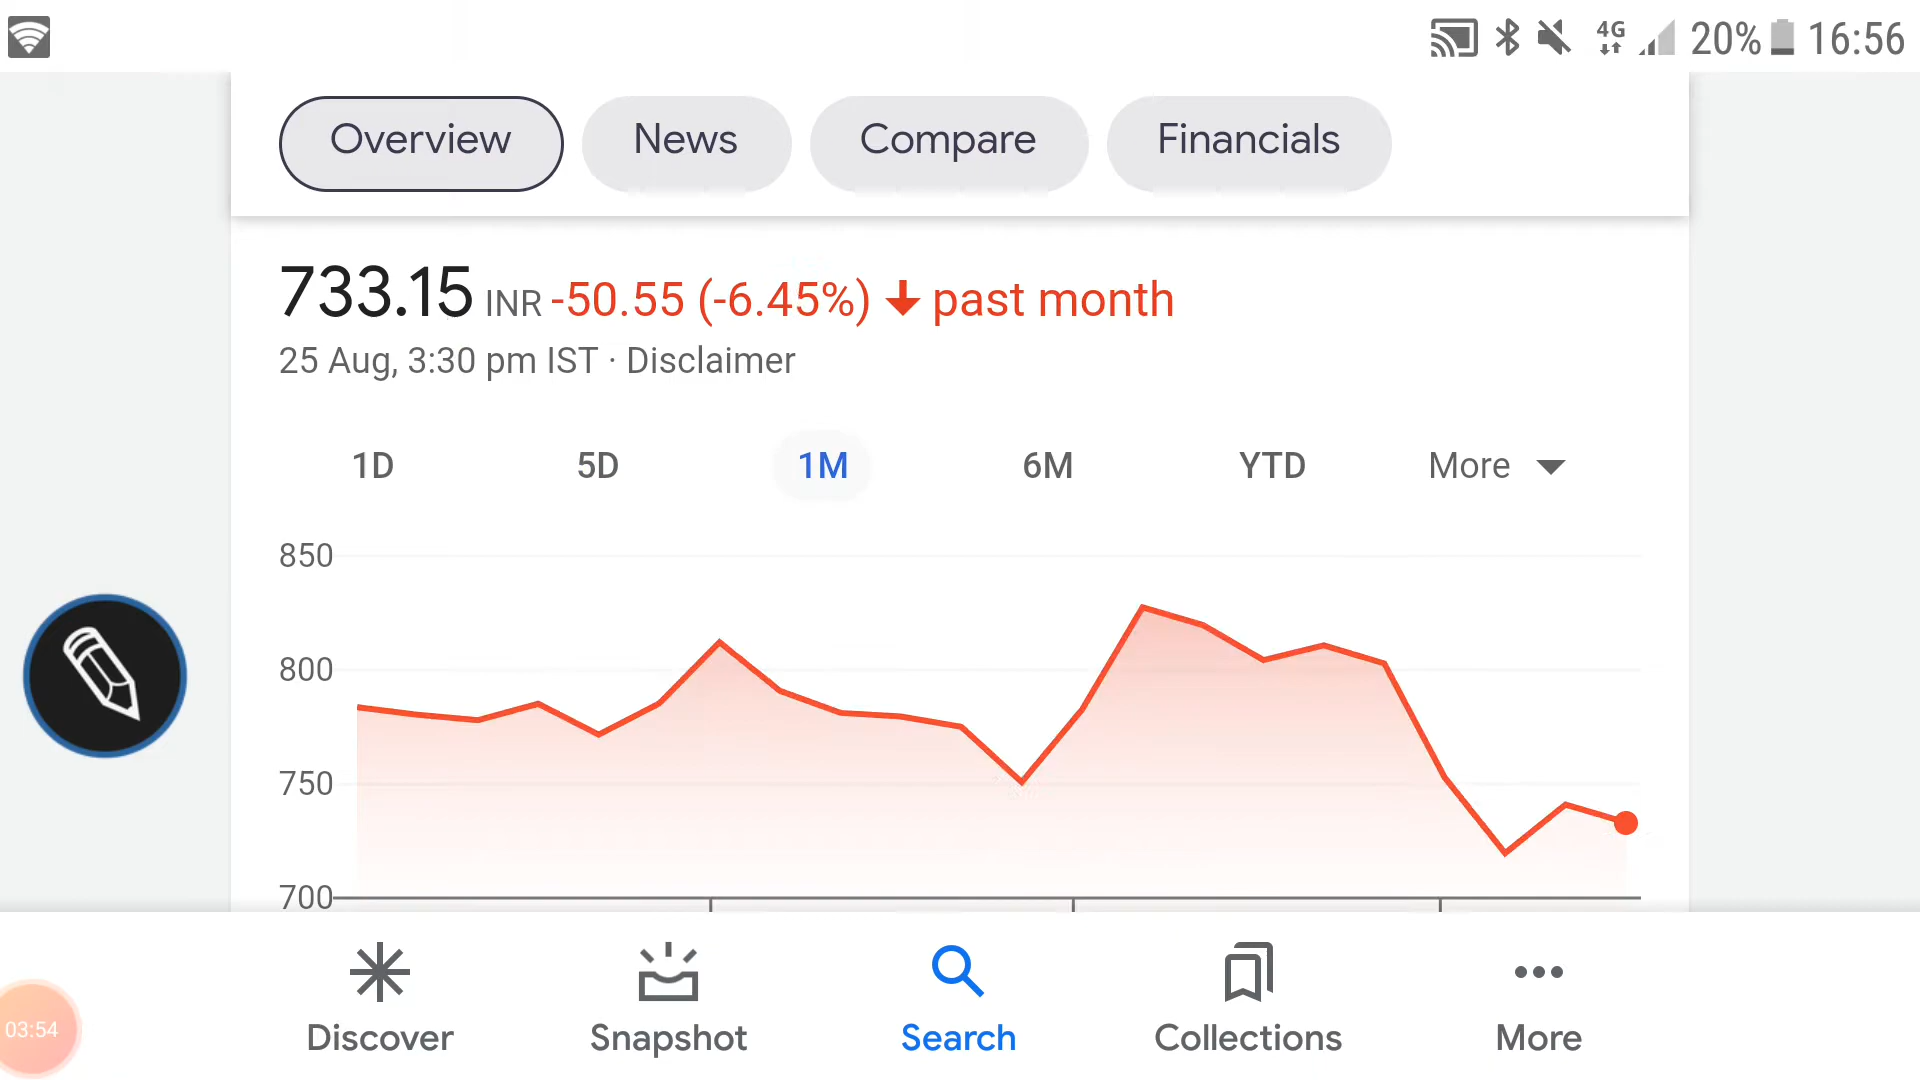 4G 20% 16:56
Overview News Compare Financials
733.15 INR -50.55 (-6.45%) past month
25 Aug, 3:30 pm IST · Disclaimer
1D 5D 1M 6M YTD More
850
800
750
700
03:54
Discover Snapshot Search Collections More